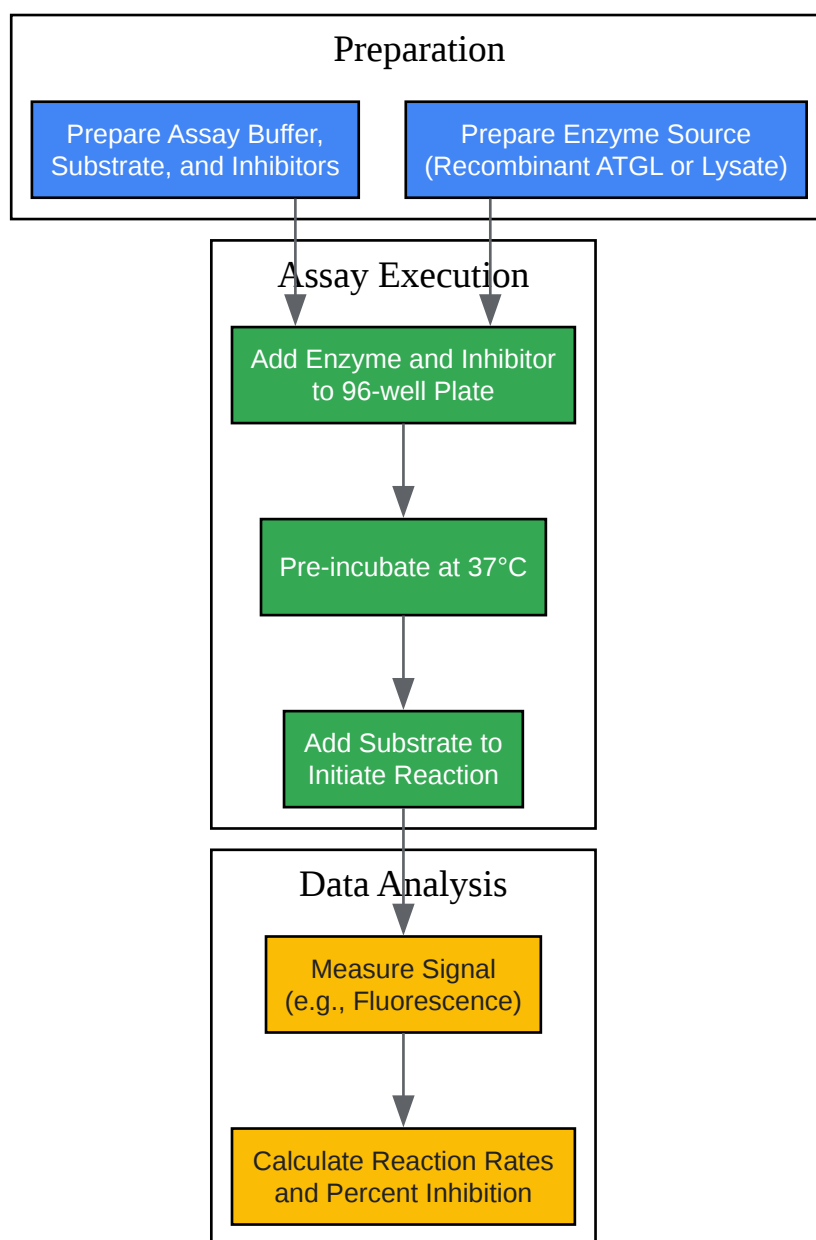 Preparation
Prepare Assay Buffer,
Substrate, and Inhibitors
Prepare Enzyme Source
(Recombinant ATGL or Lysate)
Assay Execution
Add Enzyme and Inhibitor
to 96-well Plate
Pre-incubate at 37°C
Add Substrate to
Initiate Reaction
Data Analysis
Measure Signal
(e.g., Fluorescence)
Calculate Reaction Rates
and Percent Inhibition